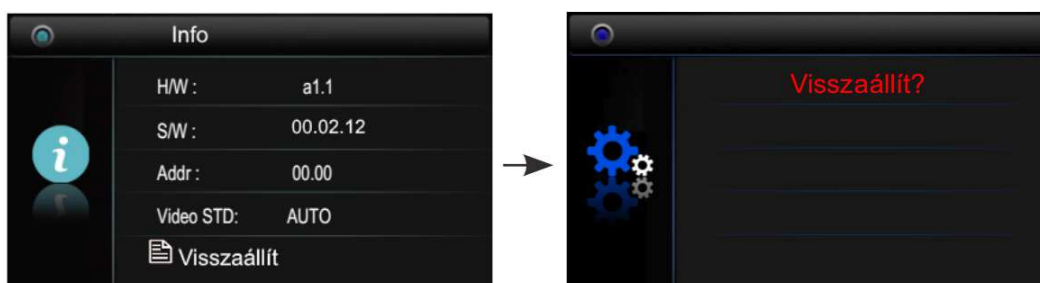 Info
H/W : a1.1
S/W : 00.02.12
Addr : 00.00
Video STD: AUTO
Visszaállít
Visszaállít?